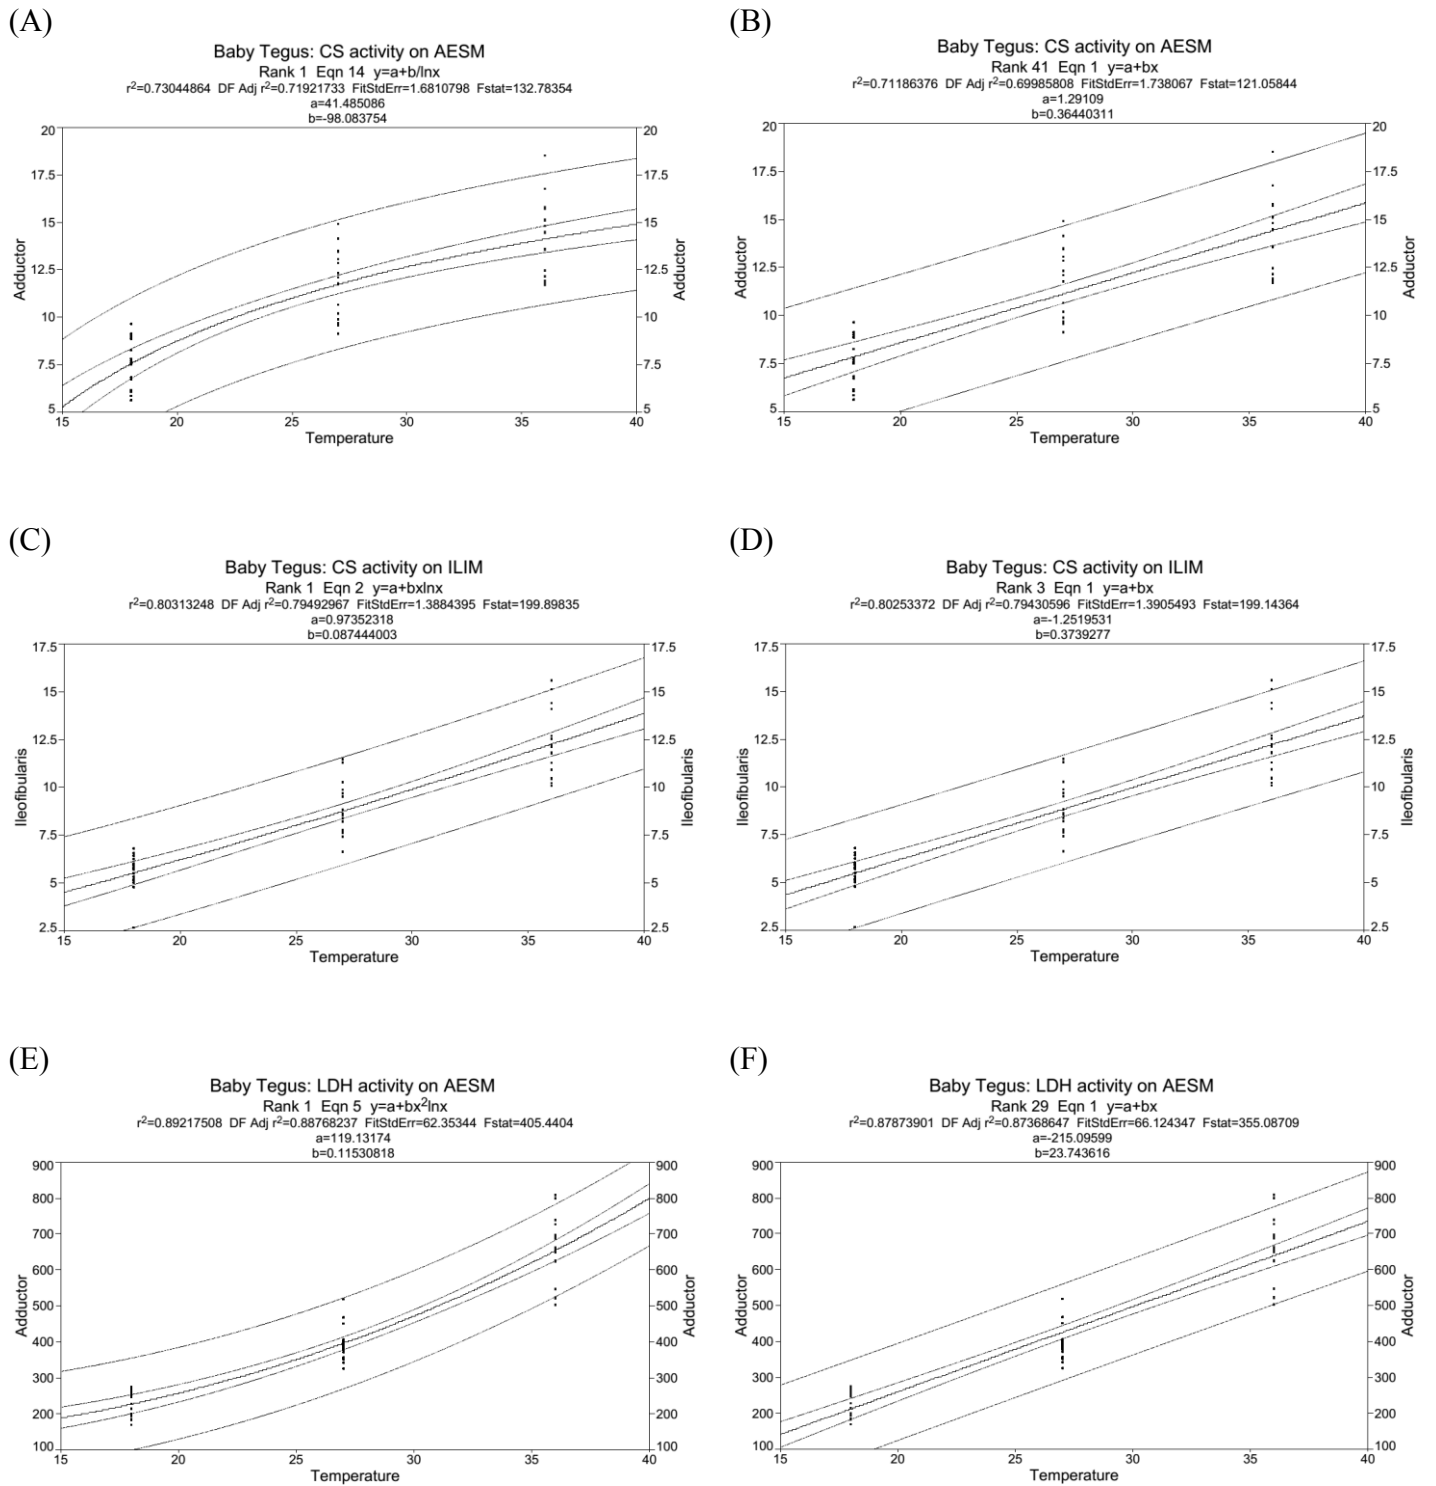 (A)
Baby Tegus: CS activity on AESM
Rank 1 Eqn 14 y=a+b/lnx
r²=0.73044864 DF Adj r²=0.71921733 FitStdErr=1.6810798 Fstat=132.78354
a=41.485086
b=-98.083754
20
17.5
15
12.5
10
7.5
5
Adductor
20
17.5
15
12.5
10
7.5
5
Adductor
15 20 25 30 35 40
Temperature
(B)
Baby Tegus: CS activity on AESM
Rank 41 Eqn 1 y=a+bx
r²=0.71186376 DF Adj r²=0.69985808 FitStdErr=1.738067 Fstat=121.05844
a=1.29109
b=0.36440311
20
17.5
15
12.5
10
7.5
5
Adductor
20
17.5
15
12.5
10
7.5
5
Adductor
15 20 25 30 35 40
Temperature
(C)
Baby Tegus: CS activity on ILIM
Rank 1 Eqn 2 y=a+bxlnx
r²=0.80313248 DF Adj r²=0.79492967 FitStdErr=1.3884395 Fstat=199.89835
a=0.97352318
b=0.087444003
17.5
15
12.5
10
7.5
5
2.5
Ileofibularis
17.5
15
12.5
10
7.5
5
2.5
Ileofibularis
15 20 25 30 35 40
Temperature
(D)
Baby Tegus: CS activity on ILIM
Rank 3 Eqn 1 y=a+bx
r²=0.80253372 DF Adj r²=0.79430596 FitStdErr=1.3905493 Fstat=199.14364
a=-1.2519531
b=0.3739277
17.5
15
12.5
10
7.5
5
2.5
Ileofibularis
17.5
15
12.5
10
7.5
5
2.5
Ileofibularis
15 20 25 30 35 40
Temperature
(E)
Baby Tegus: LDH activity on AESM
Rank 1 Eqn 5 y=a+bx²lnx
r²=0.89217508 DF Adj r²=0.88768237 FitStdErr=62.35344 Fstat=405.4404
a=119.13174
b=0.11530818
900
800
700
600
500
400
300
200
100
Adductor
900
800
700
600
500
400
300
200
100
Adductor
15 20 25 30 35 40
Temperature
(F)
Baby Tegus: LDH activity on AESM
Rank 29 Eqn 1 y=a+bx
r²=0.87873901 DF Adj r²=0.87368647 FitStdErr=66.124347 Fstat=355.08709
a=-215.09599
b=23.743616
900
800
700
600
500
400
300
200
100
Adductor
900
800
700
600
500
400
300
200
100
Adductor
15 20 25 30 35 40
Temperature